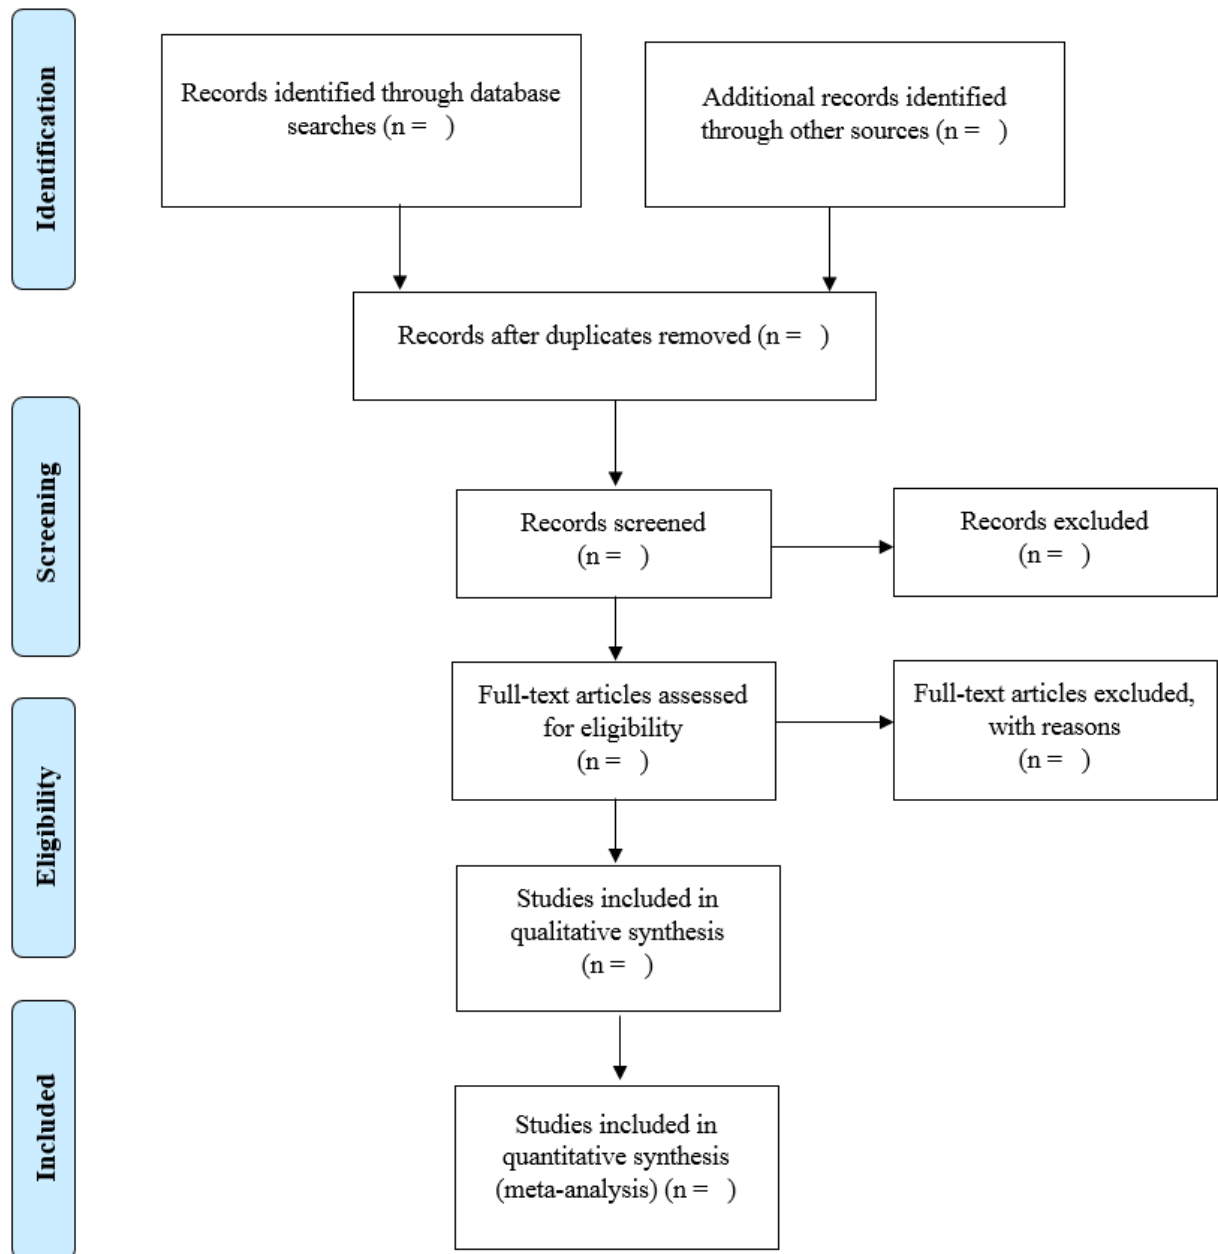 Identification
Records identified through database
searches (n =   )
Additional records identified
through other sources (n =   )
Records after duplicates removed (n =   )
Screening
Records screened
(n =   )
Records excluded
(n =   )
Eligibility
Full-text articles assessed
for eligibility
(n =   )
Full-text articles excluded,
with reasons
(n =   )
Studies included in
qualitative synthesis
(n =   )
Included
Studies included in
quantitative synthesis
(meta-analysis) (n =   )